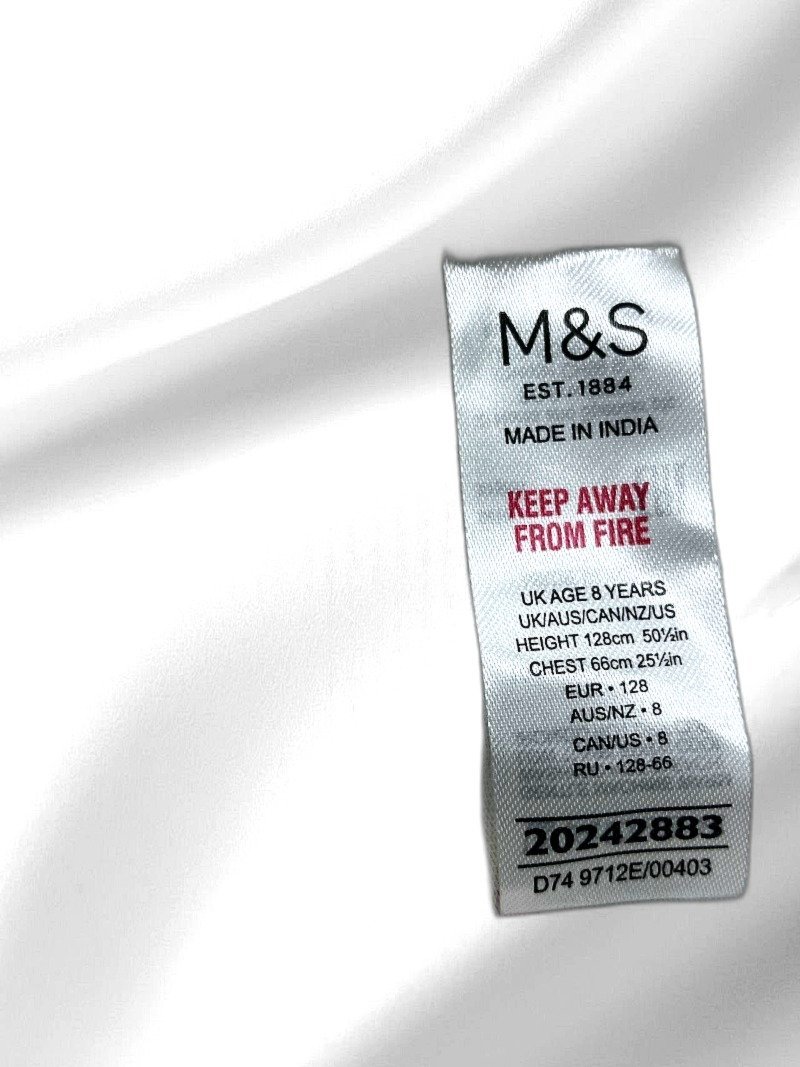 M&S
EST. 1884
MADE IN INDIA
KEEP AWAY
FROM FIRE
UK AGE 8 YEARS
UK/AUS/CAN/NZ/US
HEIGHT 128cm 50½in
CHEST 66cm 25½in
EUR • 128
AUS/NZ • 8
CAN/US • 8
RU • 128-66
20242883
D74 9712E/00403